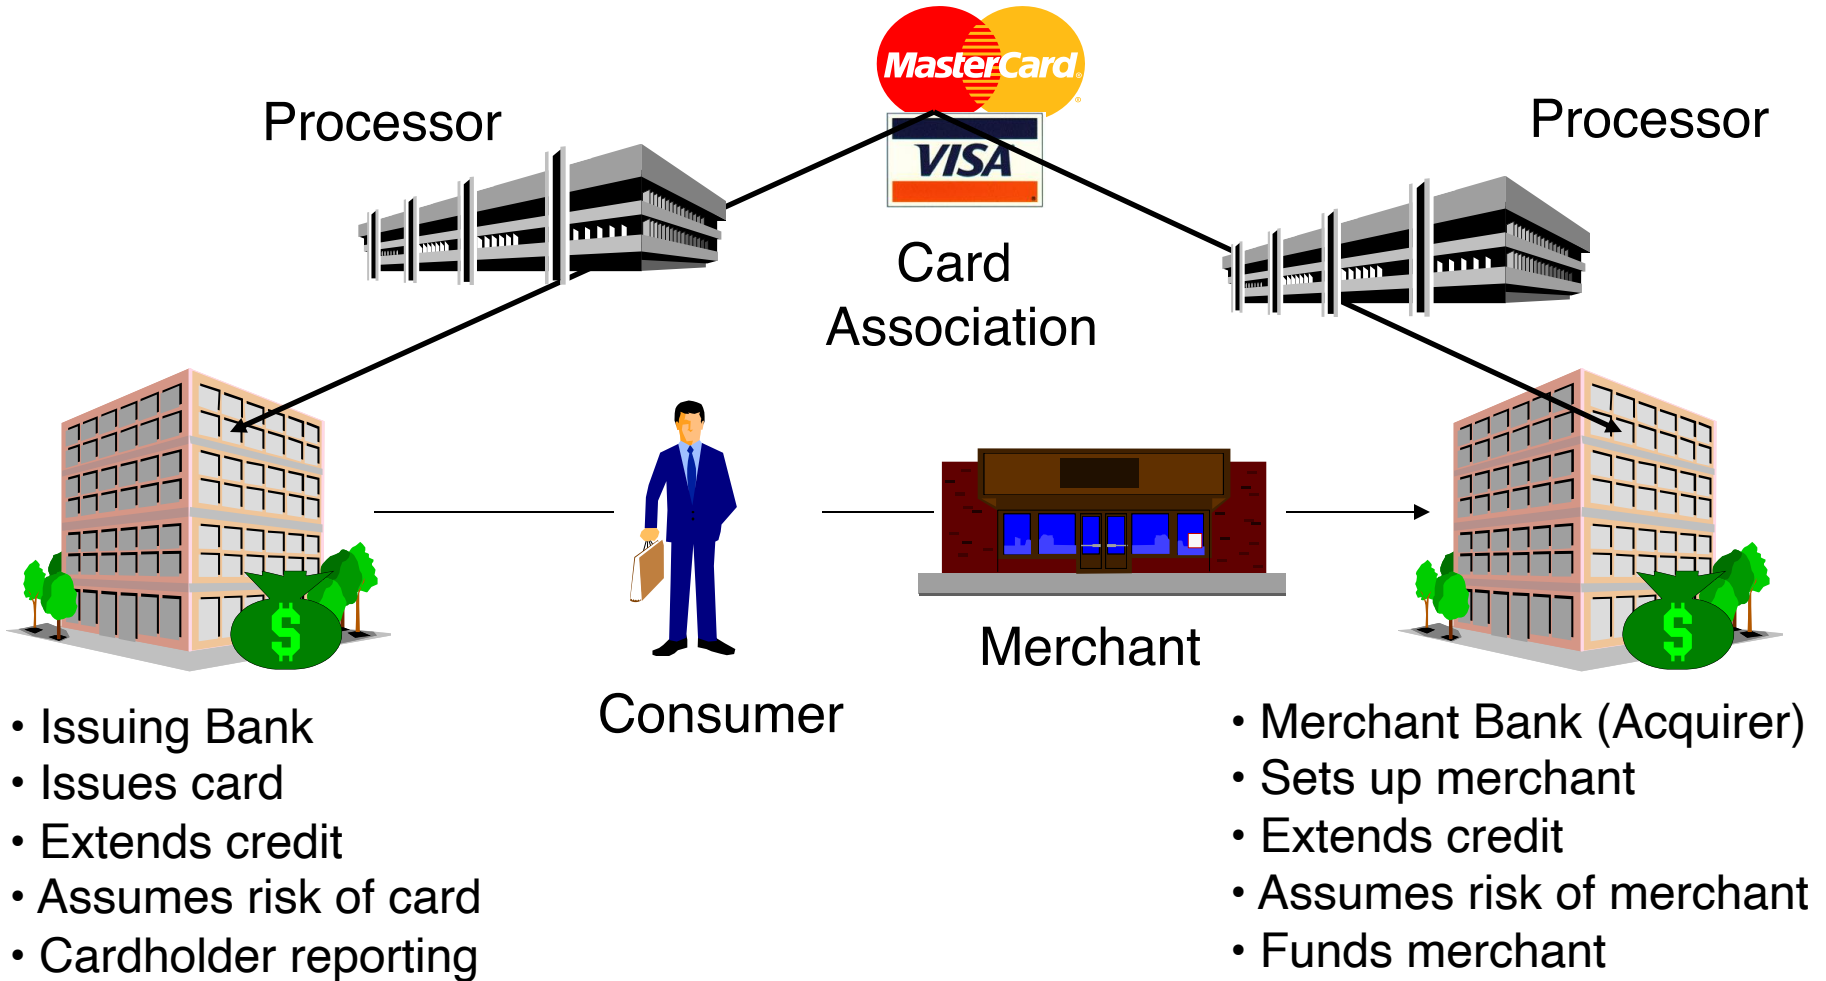 MasterCard
Processor
Processor
VISA
Card
Association
Merchant
Consumer
• Issuing Bank
• Issues card
• Extends credit
• Assumes risk of card
• Cardholder reporting
• Merchant Bank (Acquirer)
• Sets up merchant
• Extends credit
• Assumes risk of merchant
• Funds merchant
$
$